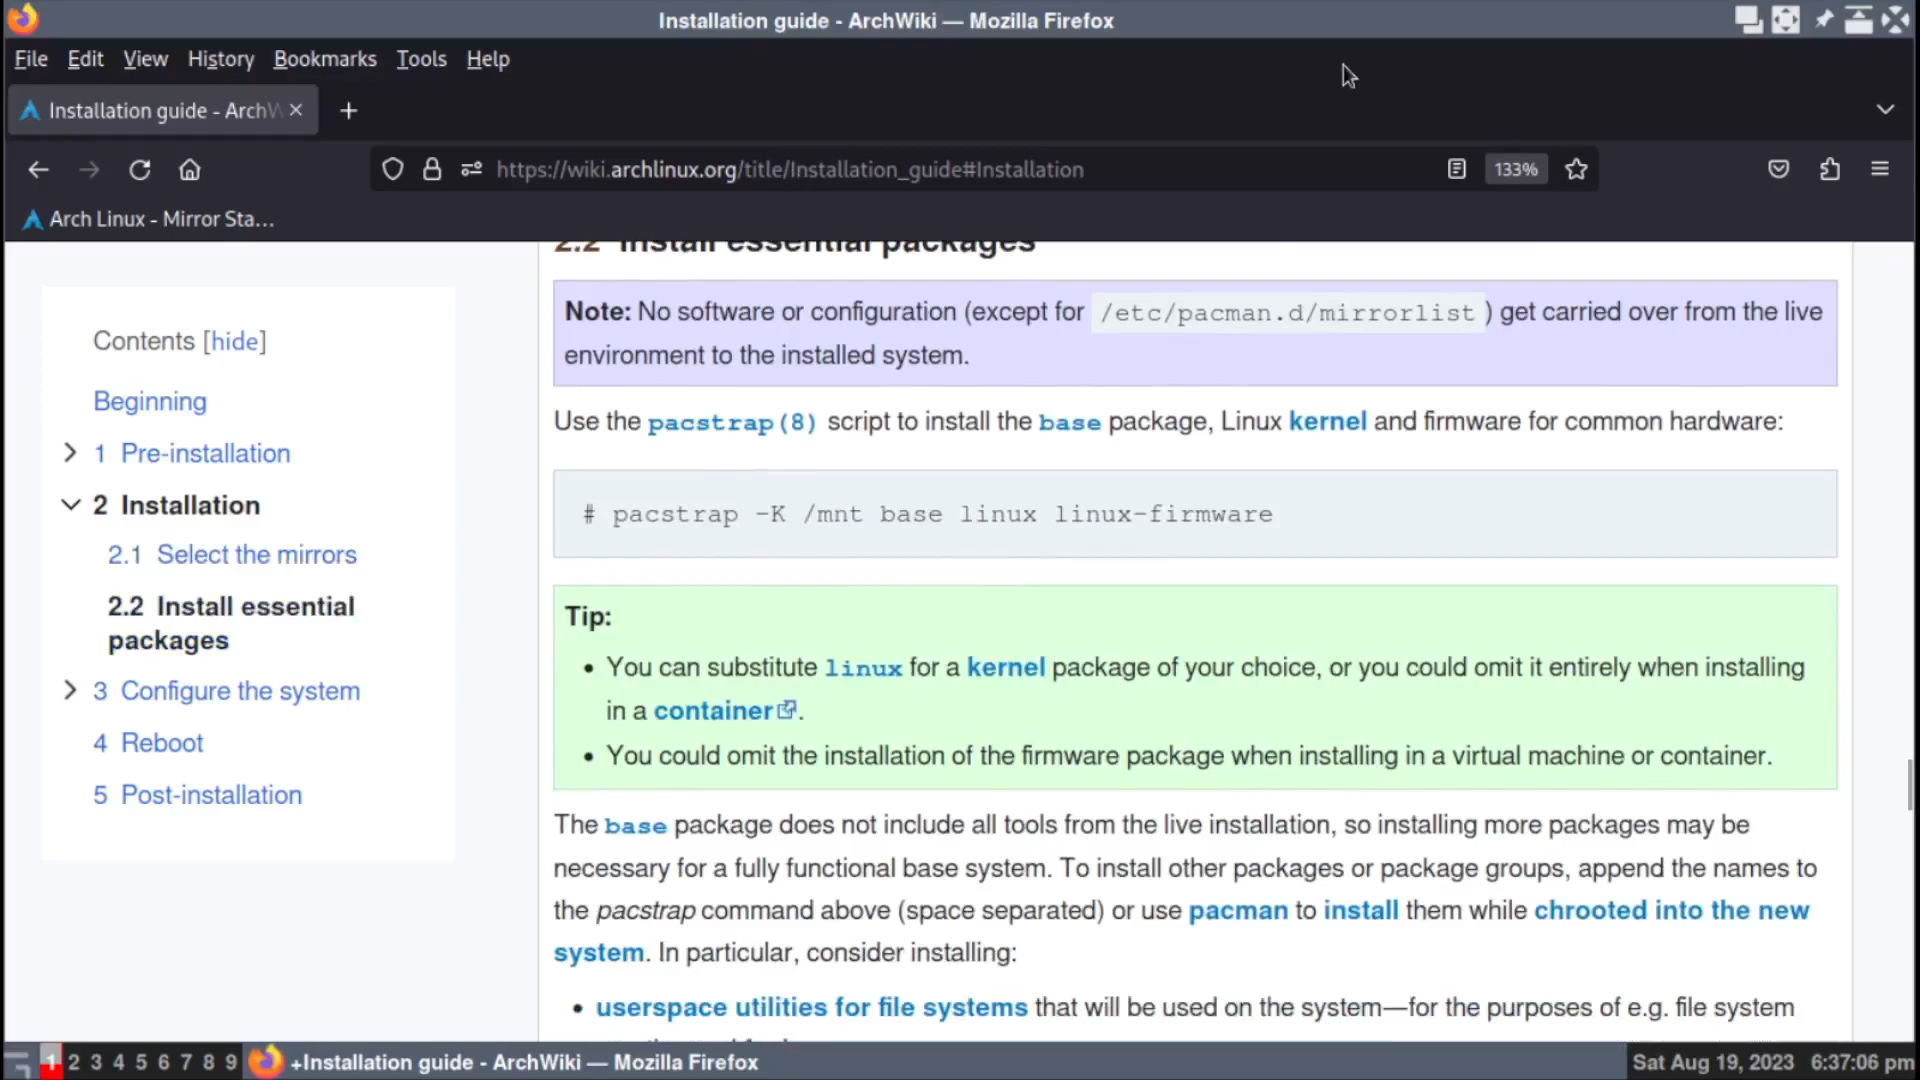 Installation guide - ArchWiki — Mozilla Firefox
File Edit View History Bookmarks Tools Help
Installation guide - ArchW
https://wiki.archlinux.org/title/Installation_guide#Installation
133%
Arch Linux - Mirror Sta...
2.2 Install essential packages
Contents [hide]
Beginning
1 Pre-installation
2 Installation
2.1 Select the mirrors
2.2 Install essential
packages
3 Configure the system
4 Reboot
5 Post-installation
Note: No software or configuration (except for /etc/pacman.d/mirrorlist ) get carried over from the live
environment to the installed system.
Use the pacstrap(8) script to install the base package, Linux kernel and firmware for common hardware:
# pacstrap -K /mnt base linux linux-firmware
Tip:
• You can substitute linux for a kernel package of your choice, or you could omit it entirely when installing
in a container.
• You could omit the installation of the firmware package when installing in a virtual machine or container.
The base package does not include all tools from the live installation, so installing more packages may be
necessary for a fully functional base system. To install other packages or package groups, append the names to
the pacstrap command above (space separated) or use pacman to install them while chrooted into the new
system. In particular, consider installing:
• userspace utilities for file systems that will be used on the system—for the purposes of e.g. file system
1 2 3 4 5 6 7 8 9 +Installation guide - ArchWiki — Mozilla Firefox
Sat Aug 19, 2023 6:37:06 pm